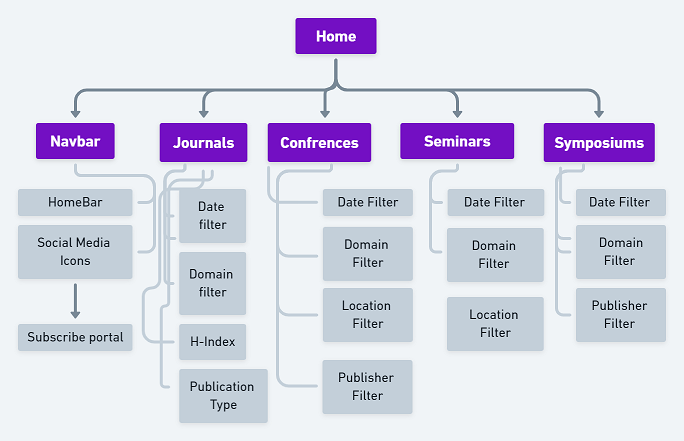 Home
Navbar
Journals
Confrences
Seminars
Symposiums
HomeBar
Social Media
Icons
Subscribe portal
Date
filter
Domain
filter
H-Index
Publication
Type
Date Filter
Domain
Filter
Location
Filter
Publisher
Filter
Date Filter
Domain
Filter
Location
Filter
Date Filter
Domain
Filter
Publisher
Filter